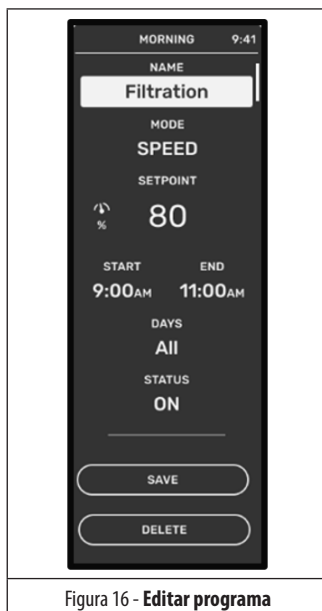 MORNING 9:41
NAME
Filtration
MODE
SPEED
SETPOINT
% 80
START END
9:00AM 11:00AM
DAYS
All
STATUS
ON
SAVE
DELETE
Figura 16 - Editar programa